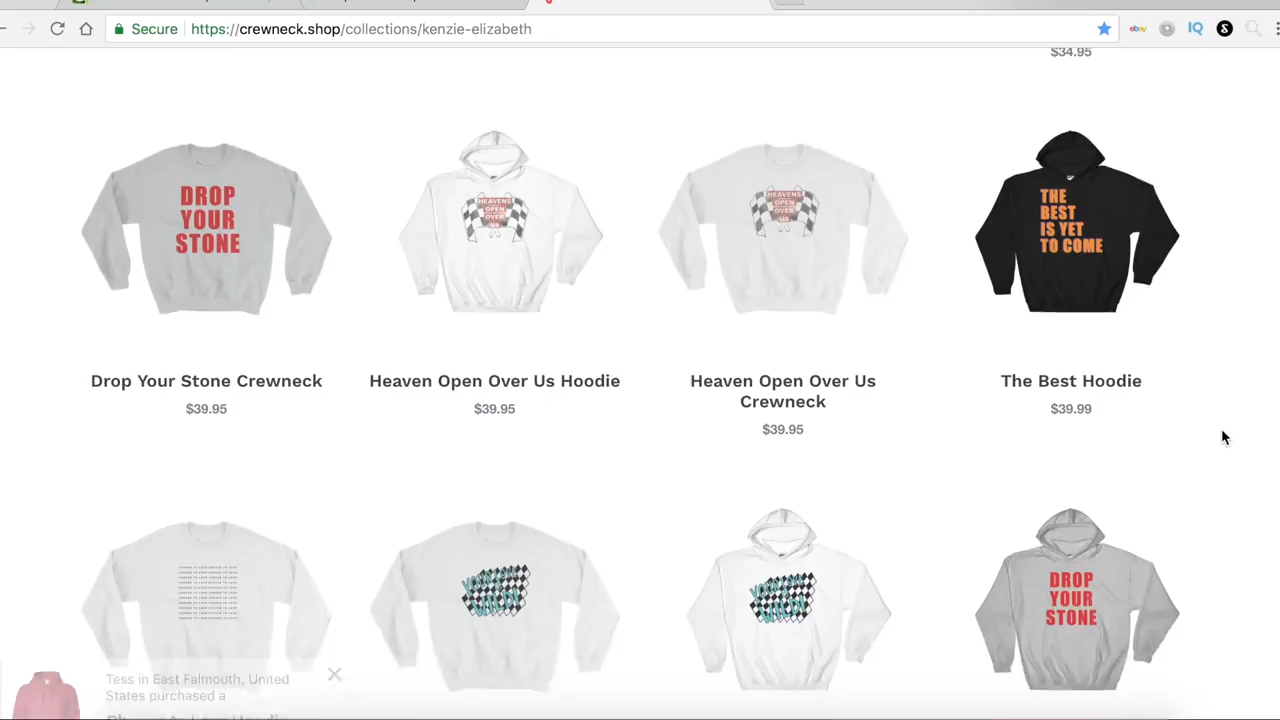 Secure
https://crewneck.shop/collections/kenzie-elizabeth
ebay
IQ
$34.95
DROP
YOUR
STONE
HEAVENS
OPEN
OVER
US
HEAVENS
OPEN
OVER
US
THE
BEST
IS YET
TO COME
Drop Your Stone Crewneck
Heaven Open Over Us Hoodie
Heaven Open Over Us
Crewneck
The Best Hoodie
$39.95
$39.95
$39.95
$39.99
DROP
YOUR
STONE
Tess in East Falmouth, United
States purchased a